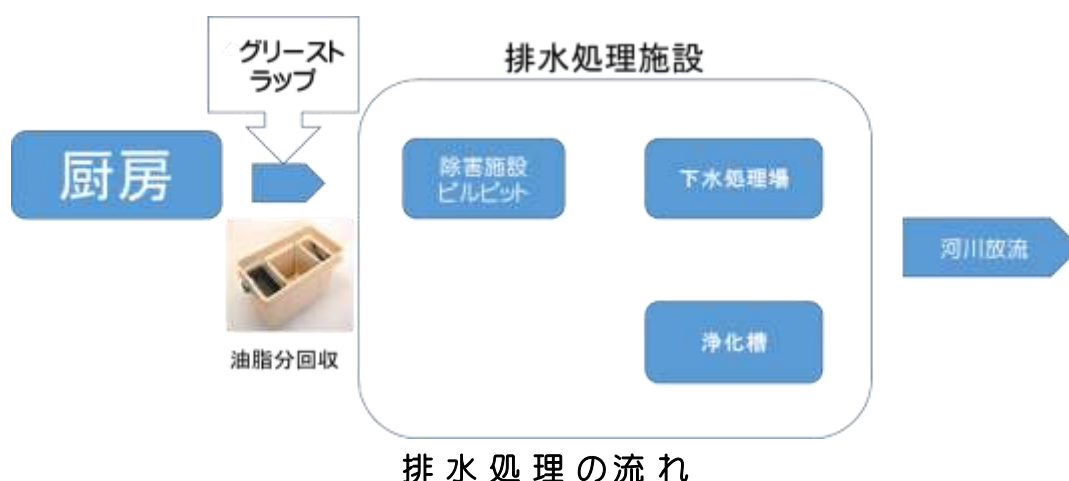 グリースト
ラップ
排水処理施設
厨房
除害施設
ビルピット
下水処理場
河川放流
浄化槽
油脂分回収
排水処理の流れ